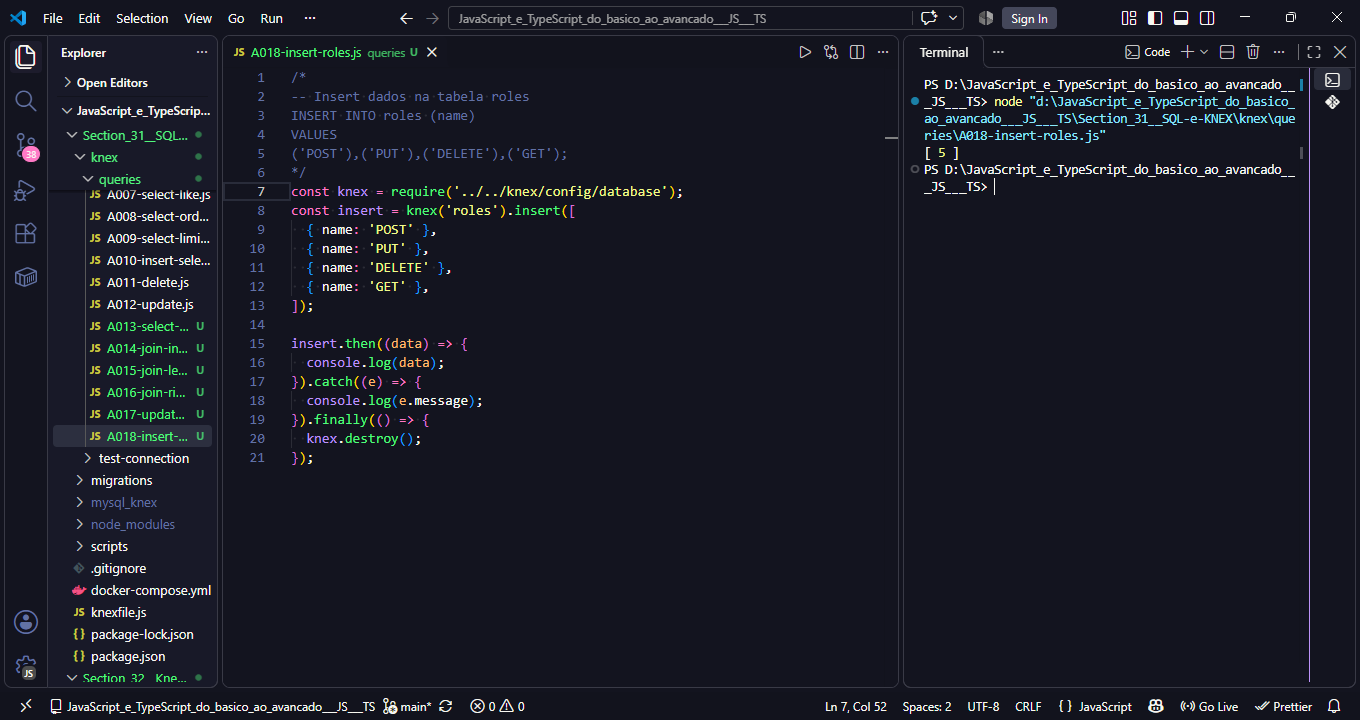 File Edit Selection View Go Run ··· JavaScript_e_TypeScript_do_basico_ao_avancado___JS___TS Sign In
Explorer ···
Open Editors
JavaScript_e_TypeScrip...
Section_31__SQL...
knex
queries
A007-select-like.js
JS A008-select-ord...
JS A009-select-limi...
JS A010-insert-sele...
JS A011-delete.js
JS A012-update.js
JS A013-select-... U
JS A014-join-in... U
JS A015-join-le... U
JS A016-join-ri... U
JS A017-updat... U
JS A018-insert-... U
test-connection
migrations
mysql_knex
node_modules
scripts
.gitignore
docker-compose.yml
JS knexfile.js
{} package-lock.json
{} package.json
Section_32__Kne...
38
JS
JS A018-insert-roles.js queries U
1 /*
2 -- Insert dados na tabela roles
3 INSERT INTO roles (name)
4 VALUES
5 ('POST'),('PUT'),('DELETE'),('GET');
6 */
7 const knex = require('../../knex/config/database');
8 const insert = knex('roles').insert([
9 { name: 'POST' },
10 { name: 'PUT' },
11 { name: 'DELETE' },
12 { name: 'GET' },
13 ]);
14
15 insert.then((data) => {
16 console.log(data);
17 }).catch((e) => {
18 console.log(e.message);
19 }).finally(() => {
20 knex.destroy();
21 });
Terminal ··· Code
PS D:\JavaScript_e_TypeScript_do_basico_ao_avancado__
_JS___TS> node "d:\JavaScript_e_TypeScript_do_basico_
ao_avancado___JS___TS\Section_31__SQL-e-KNEX\knex\que
ries\A018-insert-roles.js"
[ 5 ]
PS D:\JavaScript_e_TypeScript_do_basico_ao_avancado__
_JS___TS>
JavaScript_e_TypeScript_do_basico_ao_avancado___JS___TS main* 0 0 Ln 7, Col 52 Spaces: 2 UTF-8 CRLF {} JavaScript Go Live Prettier